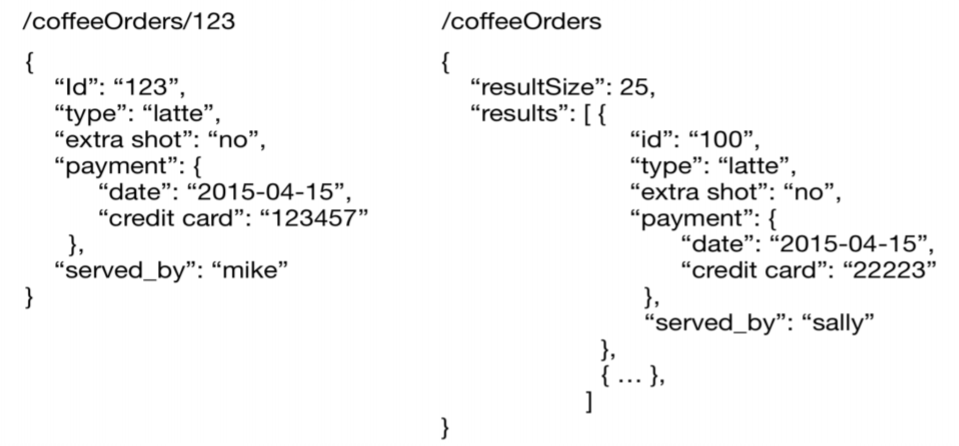 /coffeeOrders/123
{
“Id”: “123”,
“type”: “latte”,
“extra shot”: “no”,
“payment”: {
“date”: “2015-04-15”,
“credit card”: “123457”
},
“served_by”: “mike”
}
/coffeeOrders
{
“resultSize”: 25,
“results”: [ {
“id”: “100”,
“type”: “latte”,
“extra shot”: “no”,
“payment”: {
“date”: “2015-04-15”,
“credit card”: “22223”
},
“served_by”: “sally”
},
{ ... },
]
}